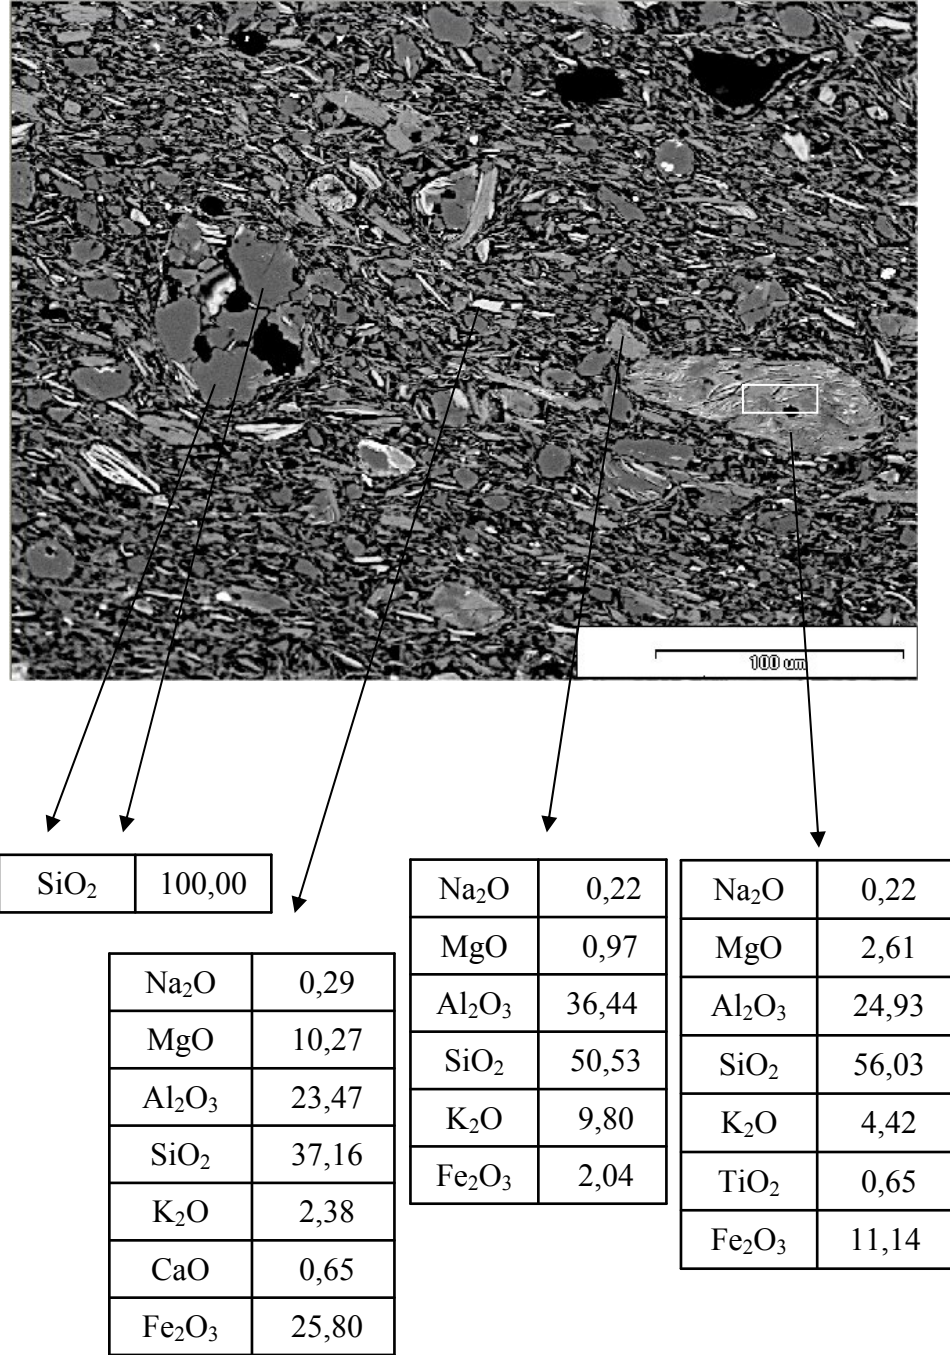 100 um
SiO₂ 100,00
Na₂O 0,29
MgO 10,27
Al₂O₃ 23,47
SiO₂ 37,16
K₂O 2,38
CaO 0,65
Fe₂O₃ 25,80
Na₂O 0,22
MgO 0,97
Al₂O₃ 36,44
SiO₂ 50,53
K₂O 9,80
Fe₂O₃ 2,04
Na₂O 0,22
MgO 2,61
Al₂O₃ 24,93
SiO₂ 56,03
K₂O 4,42
TiO₂ 0,65
Fe₂O₃ 11,14